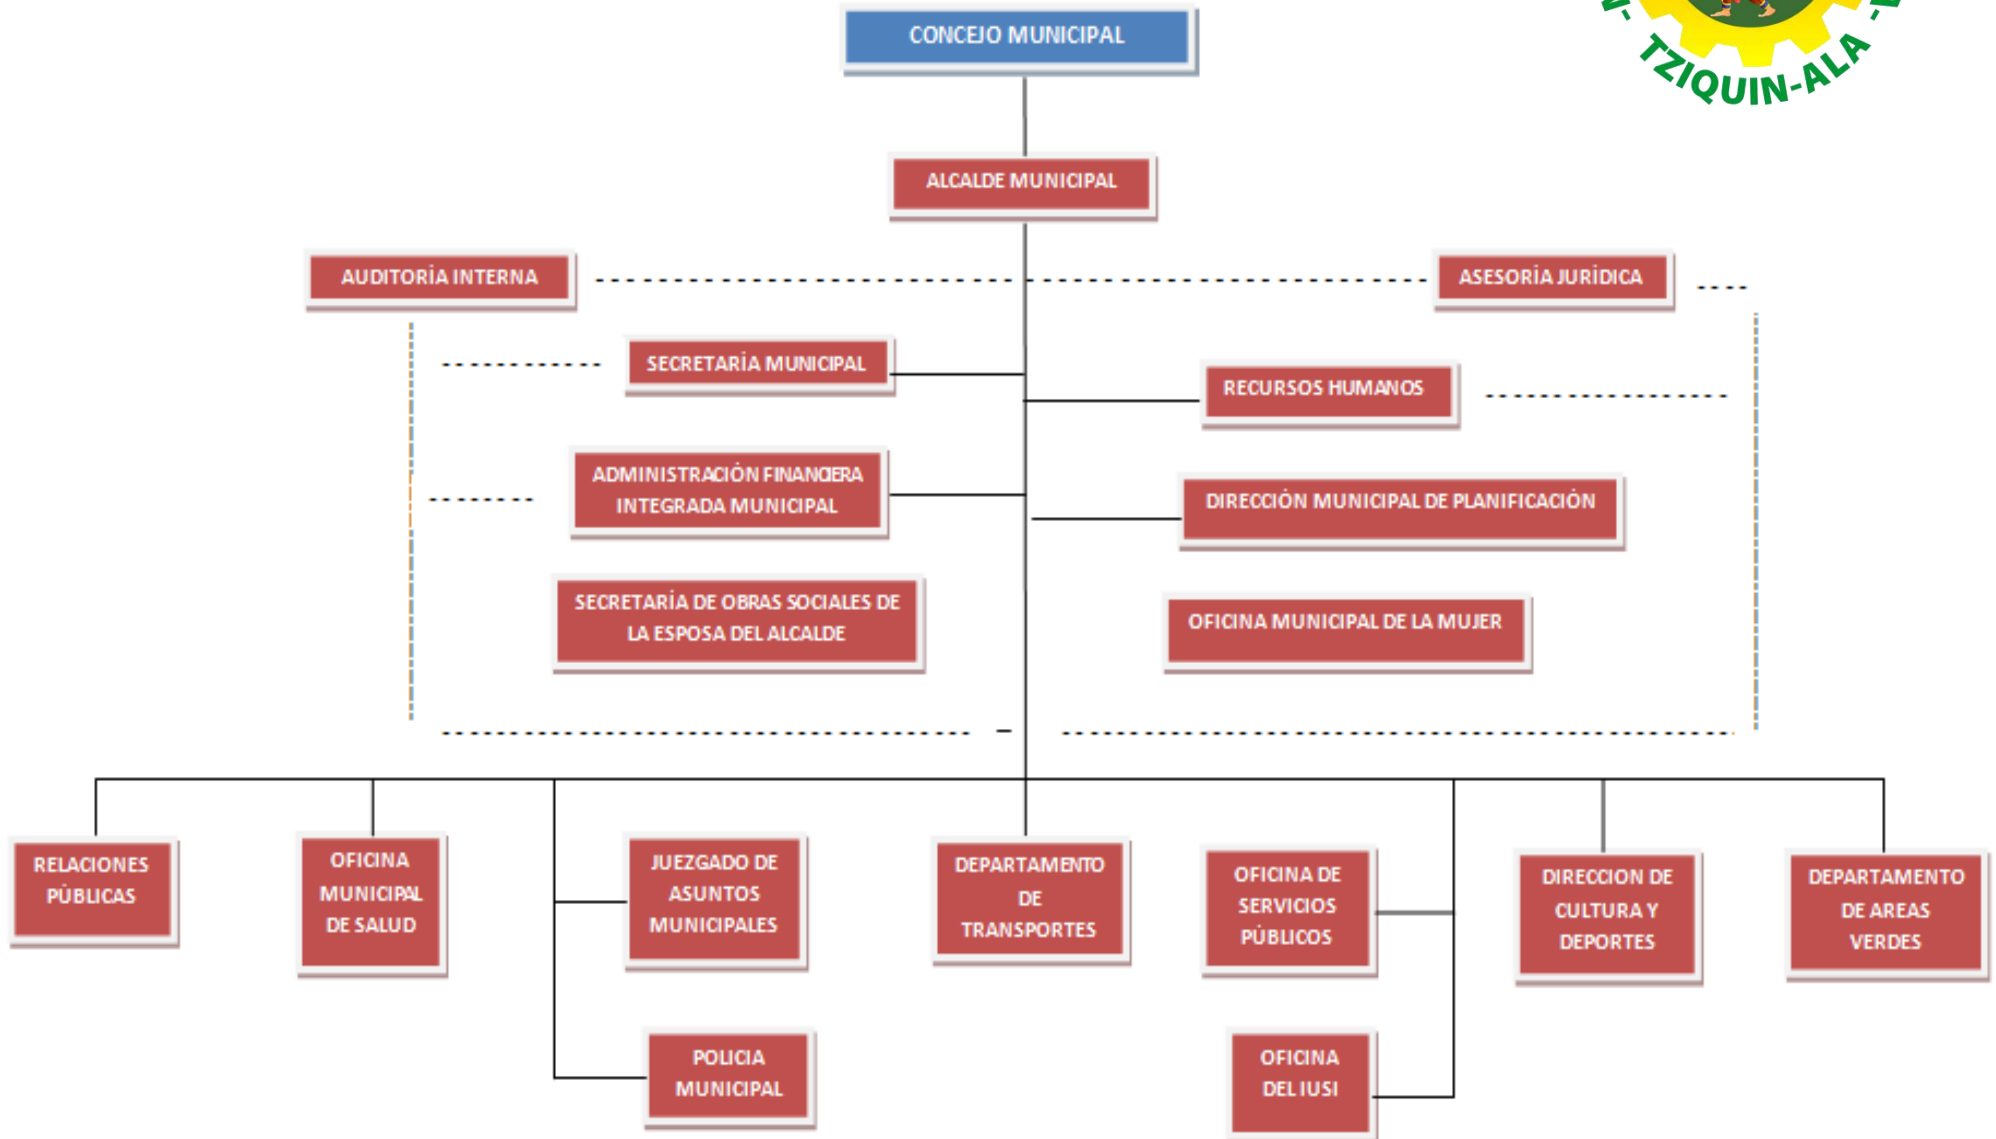 CONCEJO MUNICIPAL
TZIQUIN-ALA
ALCALDE MUNICIPAL
AUDITORÍA INTERNA
ASESORÍA JURÍDICA
SECRETARÍA MUNICIPAL
RECURSOS HUMANOS
ADMINISTRACIÓN FINANCIERA
INTEGRADA MUNICIPAL
DIRECCIÓN MUNICIPAL DE PLANIFICACIÓN
SECRETARÍA DE OBRAS SOCIALES DE
LA ESPOSA DEL ALCALDE
OFICINA MUNICIPAL DE LA MUJER
RELACIONES
PÚBLICAS
OFICINA
MUNICIPAL
DE SALUD
JUEZGADO DE
ASUNTOS
MUNICIPALES
DEPARTAMENTO
DE
TRANSPORTES
OFICINA DE
SERVICIOS
PÚBLICOS
DIRECCION DE
CULTURA Y
DEPORTES
DEPARTAMENTO
DE AREAS
VERDES
POLICIA
MUNICIPAL
OFICINA
DEL IUSI